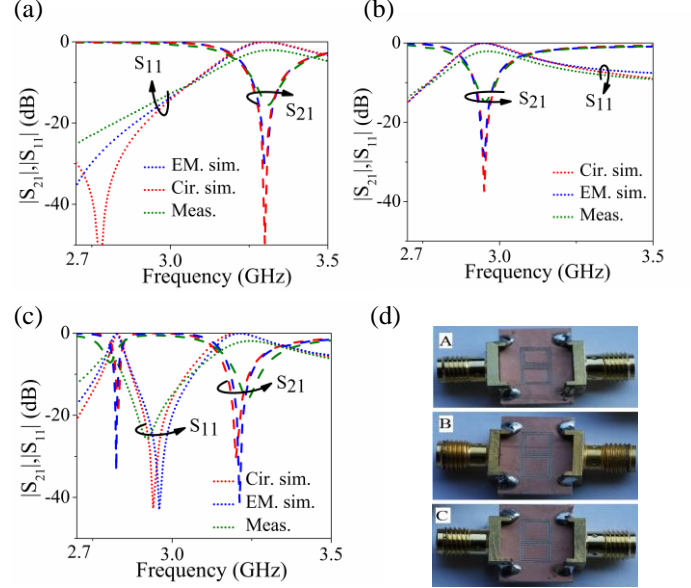 (a)
0
-20
-40
|S21|,|S11| (dB)
S11
S21
EM. sim.
Cir. sim.
Meas.
2.7
3.0
3.5
Frequency (GHz)
(b)
0
-20
-40
|S21|,|S11| (dB)
S21
S11
Cir. sim.
EM. sim.
Meas.
2.7
3.0
3.5
Frequency (GHz)
(c)
0
-20
-40
|S21|,|S11| (dB)
S11
S21
Cir. sim.
EM. sim.
Meas.
2.7
3.0
3.5
Frequency (GHz)
(d)
A
B
C